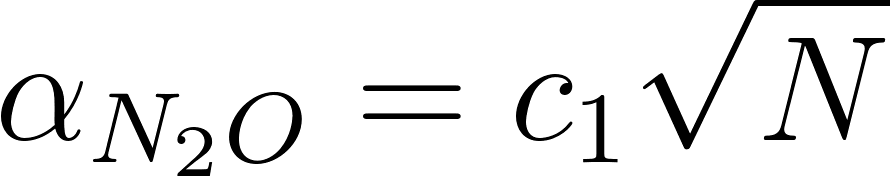 α_{N_2O} = c_1√N